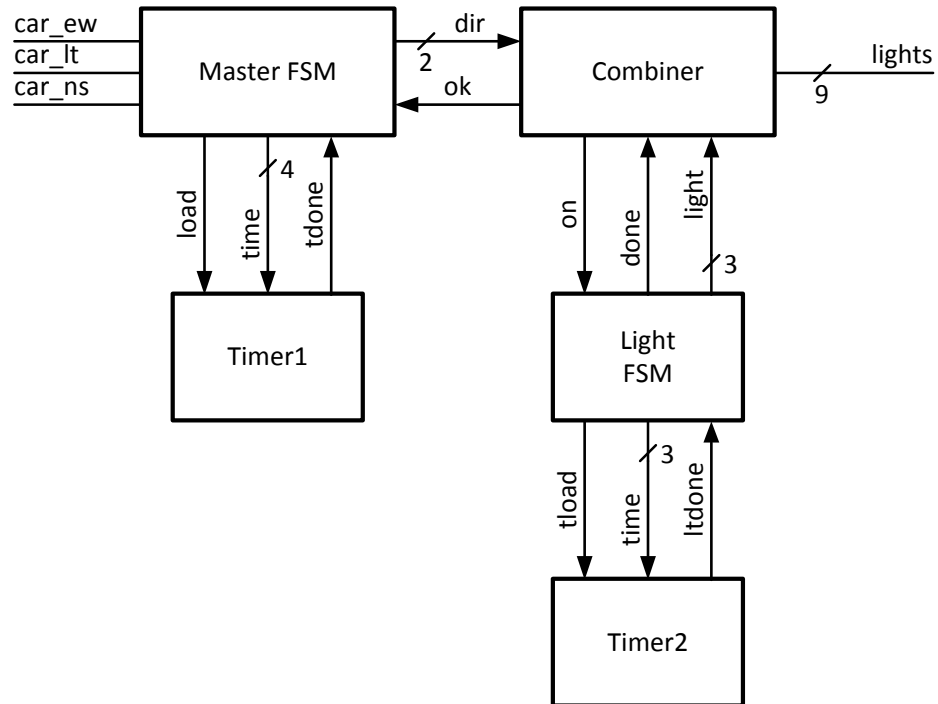 car_ew
car_lt
car_ns
Master FSM
dir
2
ok
Combiner
lights
9
load
time
4
tdone
on
done
light
3
Timer1
Light
FSM
tload
time
3
ltdone
Timer2